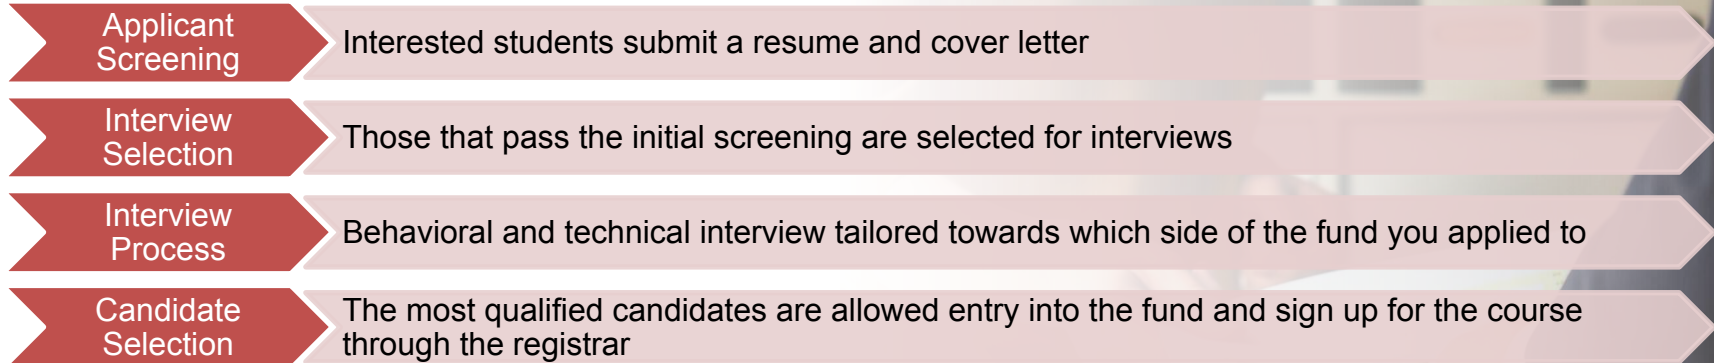 Applicant
Screening
Interested students submit a resume and cover letter
Interview
Selection
Those that pass the initial screening are selected for interviews
Interview
Process
Behavioral and technical interview tailored towards which side of the fund you applied to
Candidate
Selection
The most qualified candidates are allowed entry into the fund and sign up for the course
through the registrar